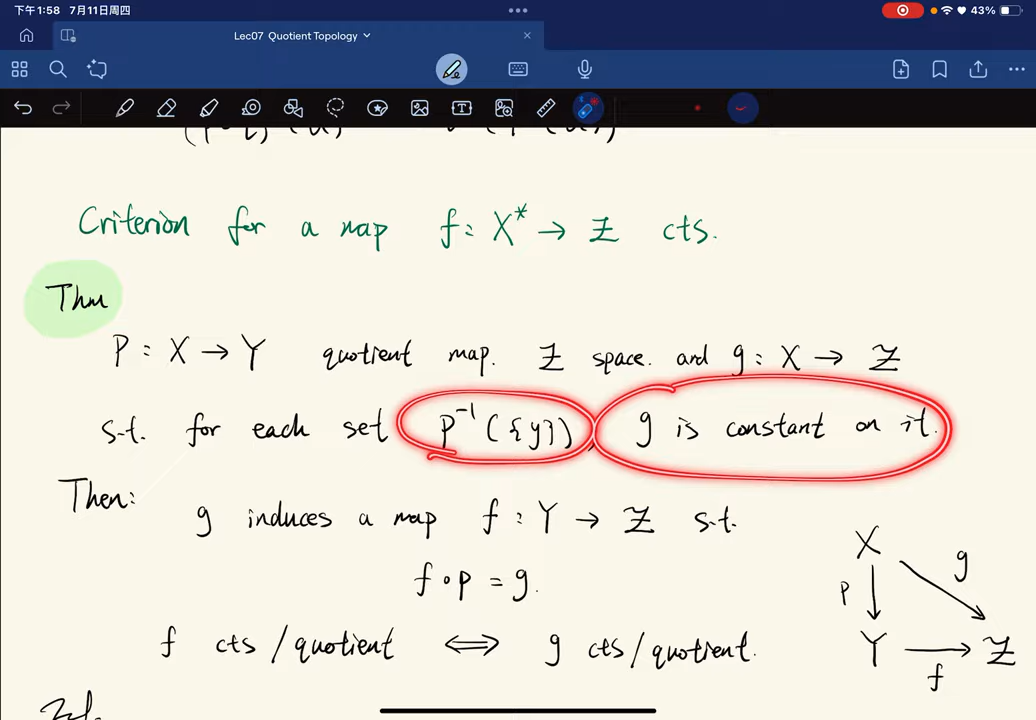 下午1:58 7月11日周四
43%
Lec07 Quotient Topology
Criterion for a map f: X* → Z cts.
Thm
P: X → Y quotient map. Z space. and g: X → Z
s.t. for each set p⁻¹({y}) g is constant on it.
Then:
g induces a map f: Y → Z s.t.
f∘p = g.
f cts/quotient ⟺ g cts/quotient.
X
p g
Y → Z
f